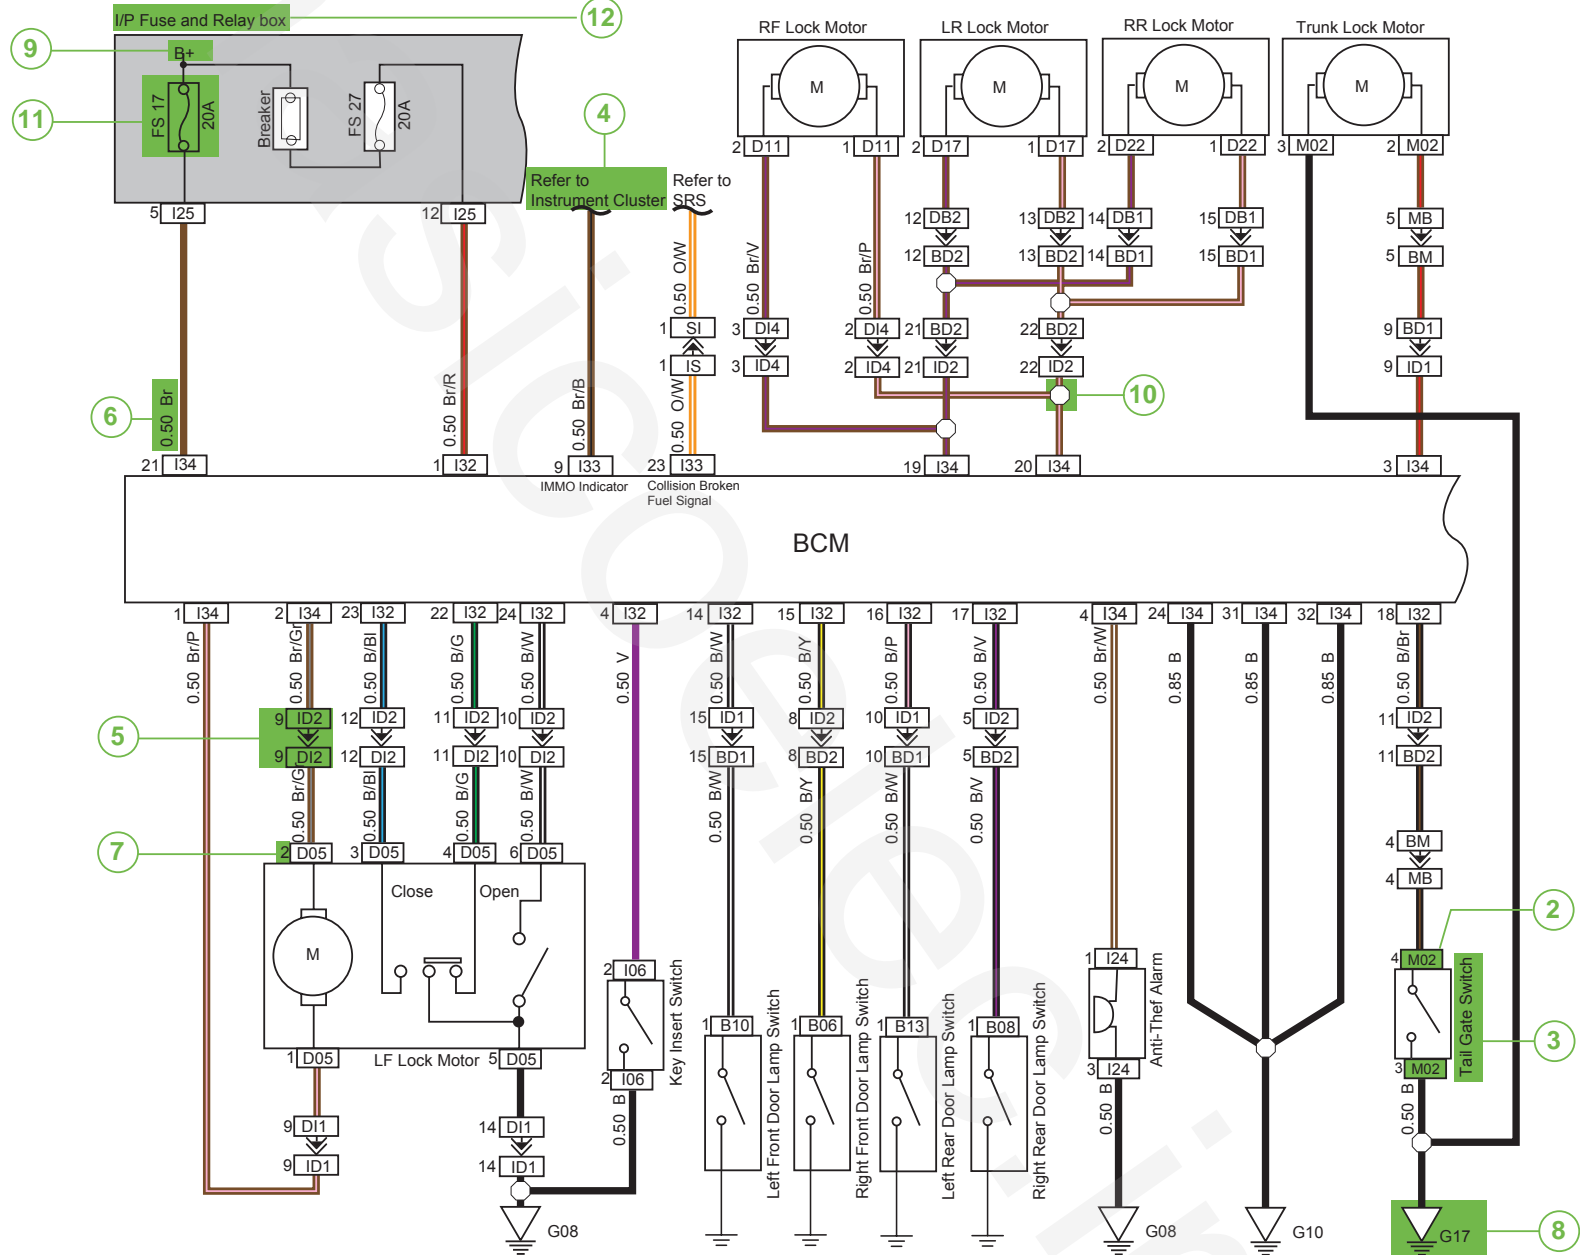 I/P Fuse and Relay box
12
9
B+
11
FS 17
20A
Breaker
FS 27
20A
4
Refer to
Instrument Cluster
Refer to
SRS
RF Lock Motor
LR Lock Motor
RR Lock Motor
Trunk Lock Motor
M
M
M
M
2 D11
1 D11
2 D17
1 D17
2 D22
1 D22
3 M02
2 M02
5 I25
12 I25
12 DB2
13 DB2
14 DB1
15 DB1
5 MB
12 BD2
13 BD2
14 BD1
15 BD1
5 BM
0.50 O/W
0.50 Br/V
0.50 Br/P
1 SI
3 DI4
2 DI4
21 BD2
22 BD2
9 BD1
1 IS
3 ID4
2 ID4
21 ID2
22 ID2
9 ID1
10
6
0.50 Br
0.50 Br/R
0.50 Br/B
0.50 O/W
21 I34
1 I32
9 I33
23 I33
19 I34
20 I34
3 I34
IMMO Indicator
Collision Broken
Fuel Signal
BCM
1 I34
2 I34
23 I32
22 I32
24 I32
4 I32
14 I32
15 I32
16 I32
17 I32
4 I34
24 I34
31 I34
32 I34
18 I32
0.50 Br/P
0.50 Br/Gr
0.50 B/Bl
0.50 B/G
0.50 B/W
0.50 V
0.50 B/W
0.50 B/Y
0.50 B/P
0.50 B/V
0.50 Br/W
0.85 B
0.85 B
0.85 B
0.50 B/Br
5
9 ID2
12 ID2
11 ID2
10 ID2
15 ID1
8 ID2
10 ID1
5 ID2
11 ID2
9 DI2
12 DI2
11 DI2
10 DI2
15 BD1
8 BD2
10 BD1
5 BD2
11 BD2
0.50 Br/Gr
0.50 B/Bl
0.50 B/G
0.50 B/W
0.50 B/W
0.50 B/Y
0.50 B/W
0.50 B/V
7
2 D05
3 D05
4 D05
6 D05
4 BM
4 MB
Close
Open
M
2
4 M02
2 I06
1 I24
Key Insert Switch
Anti-Thef Alarm
Tail Gate Switch
3
1 B10
1 B06
1 B13
1 B08
Left Front Door Lamp Switch
Right Front Door Lamp Switch
Left Rear Door Lamp Switch
Right Rear Door Lamp Switch
1 D05
LF Lock Motor
5 D05
2 I06
3 I24
3 M02
0.50 B
0.50 B
0.50 B
9 DI1
14 DI1
9 ID1
14 ID1
G08
G08
G10
G17
8